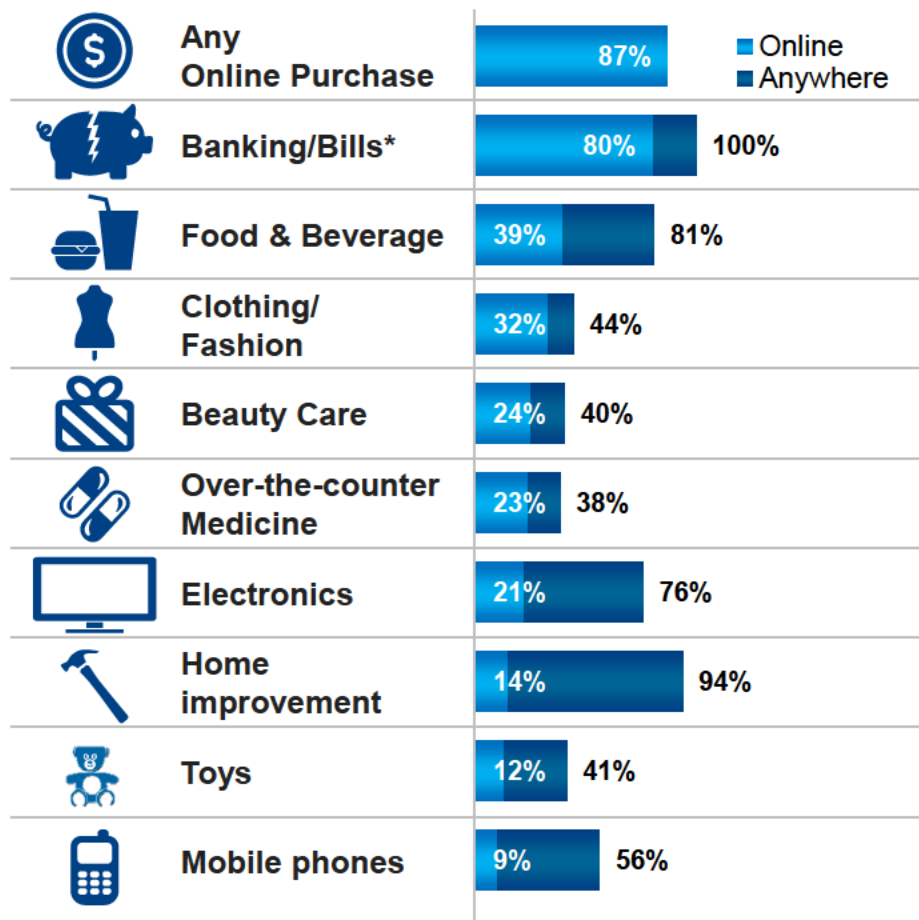 Any
Online Purchase
87%
Online
Anywhere
Banking/Bills*
80%
100%
Food & Beverage
39%
81%
Clothing/
Fashion
32%
44%
Beauty Care
24%
40%
Over-the-counter
Medicine
23%
38%
Electronics
21%
76%
Home
improvement
14%
94%
Toys
12%
41%
Mobile phones
9%
56%